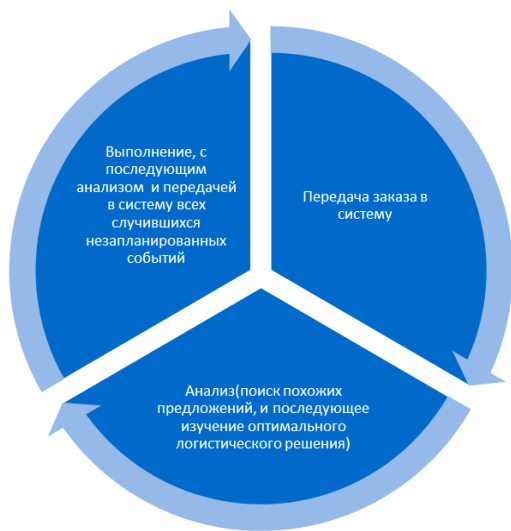 Передача заказа в
систему
Анализ(поиск похожих
предложений, и последующее
изучение оптимального
логистического решения)
Выполнение, с
последующим
анализом и передачей
в систему всех
случившихся
незапланированных
событий